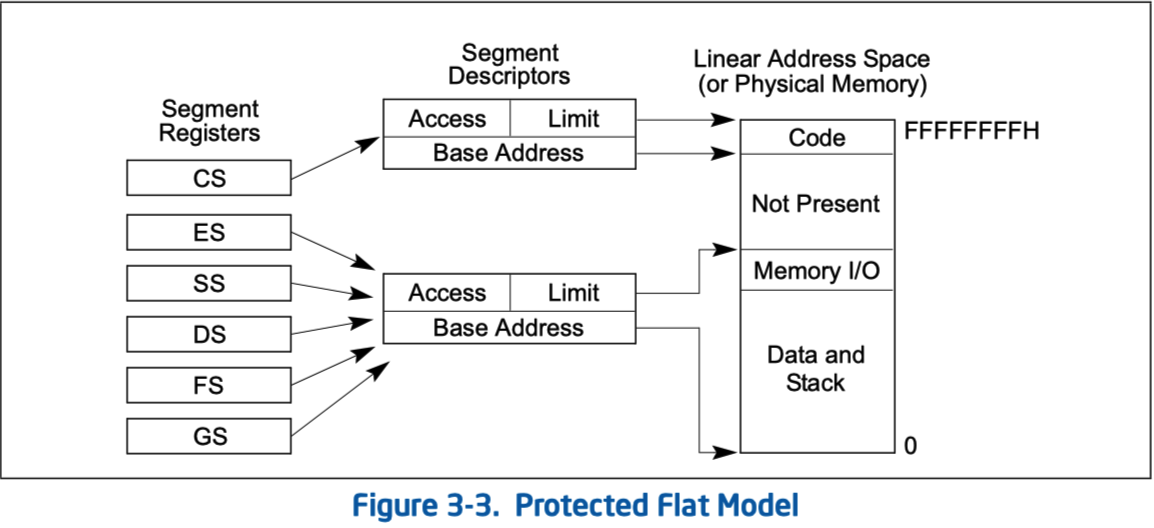 Segment
Registers
CS
ES
SS
DS
FS
GS
Segment
Descriptors
Access Limit
Base Address
Access Limit
Base Address
Linear Address Space
(or Physical Memory)
Code
Not Present
Memory I/O
Data and
Stack
FFFFFFFFH
0
Figure 3-3. Protected Flat Model